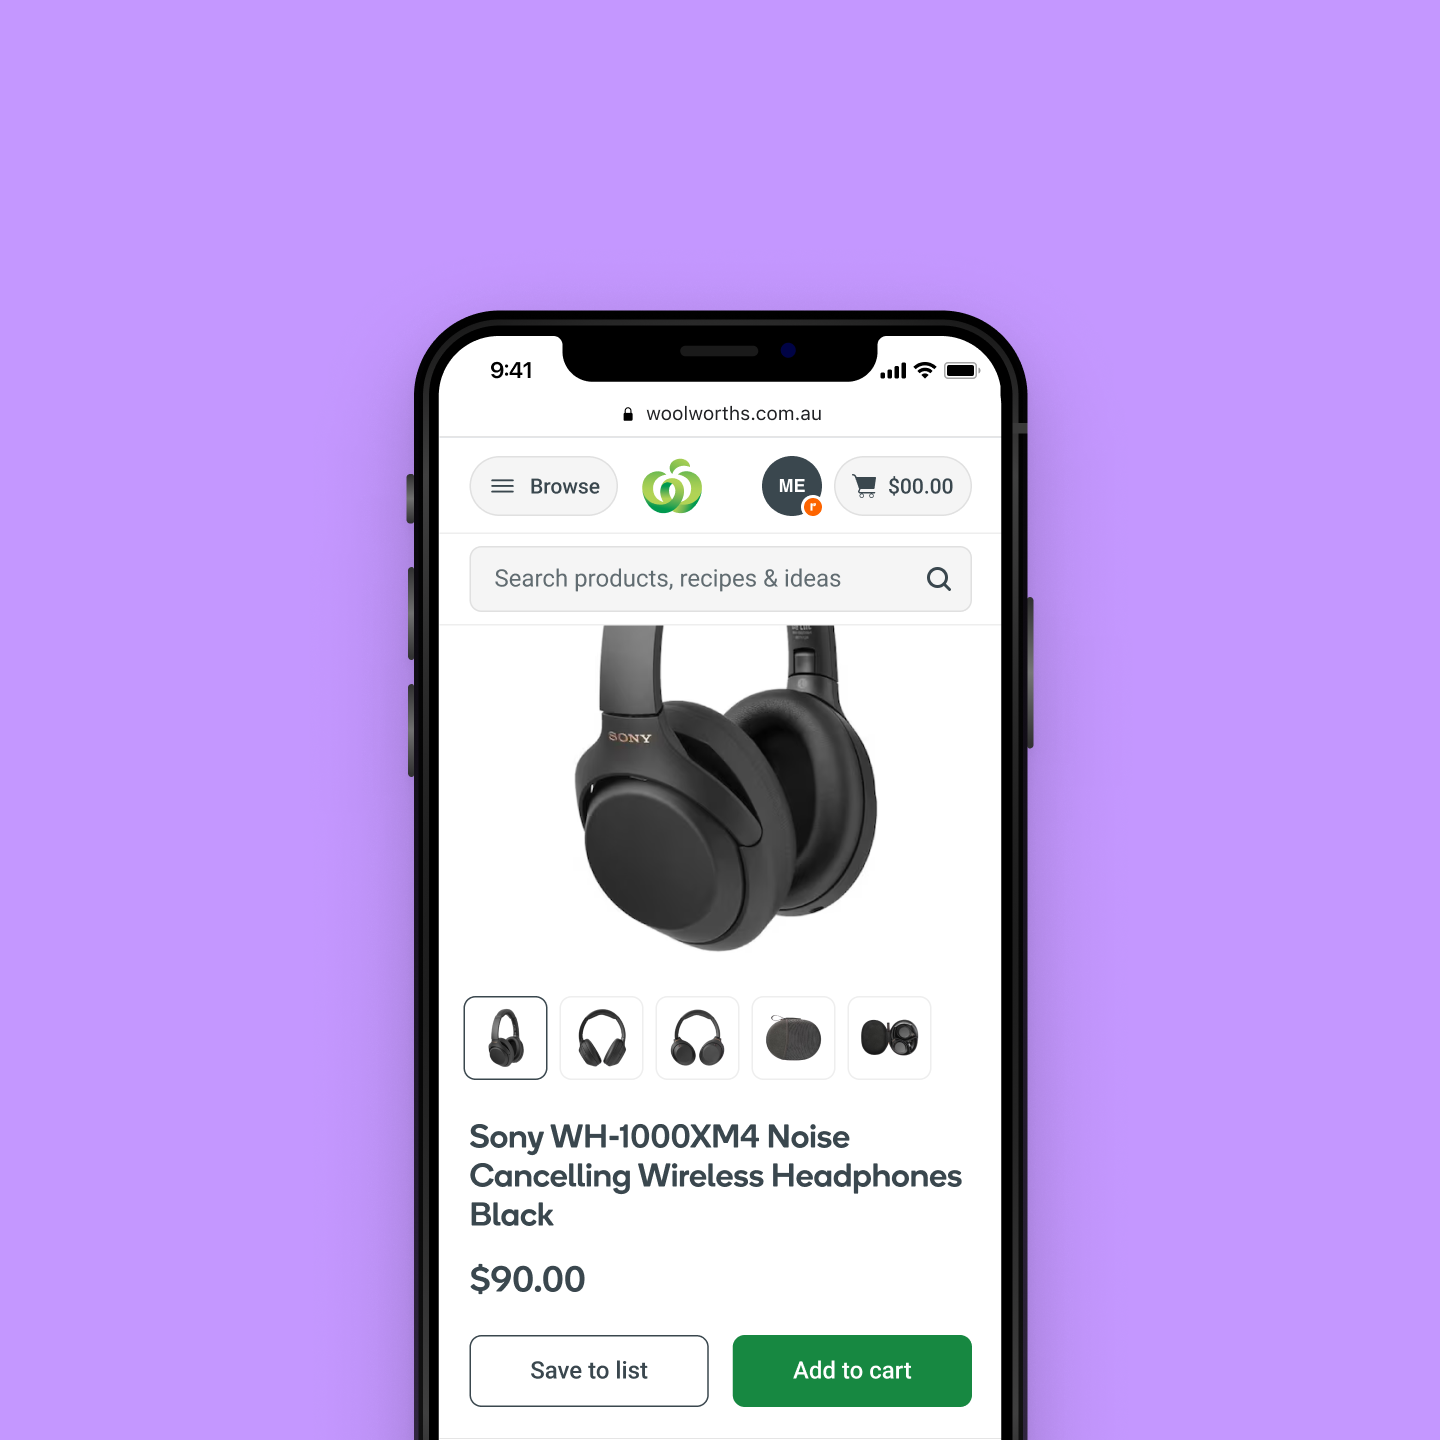 9:41
woolworths.com.au
Browse
ME
r
$00.00
Search products, recipes & ideas
SONY
Sony WH-1000XM4 Noise
Cancelling Wireless Headphones
Black
$90.00
Save to list
Add to cart